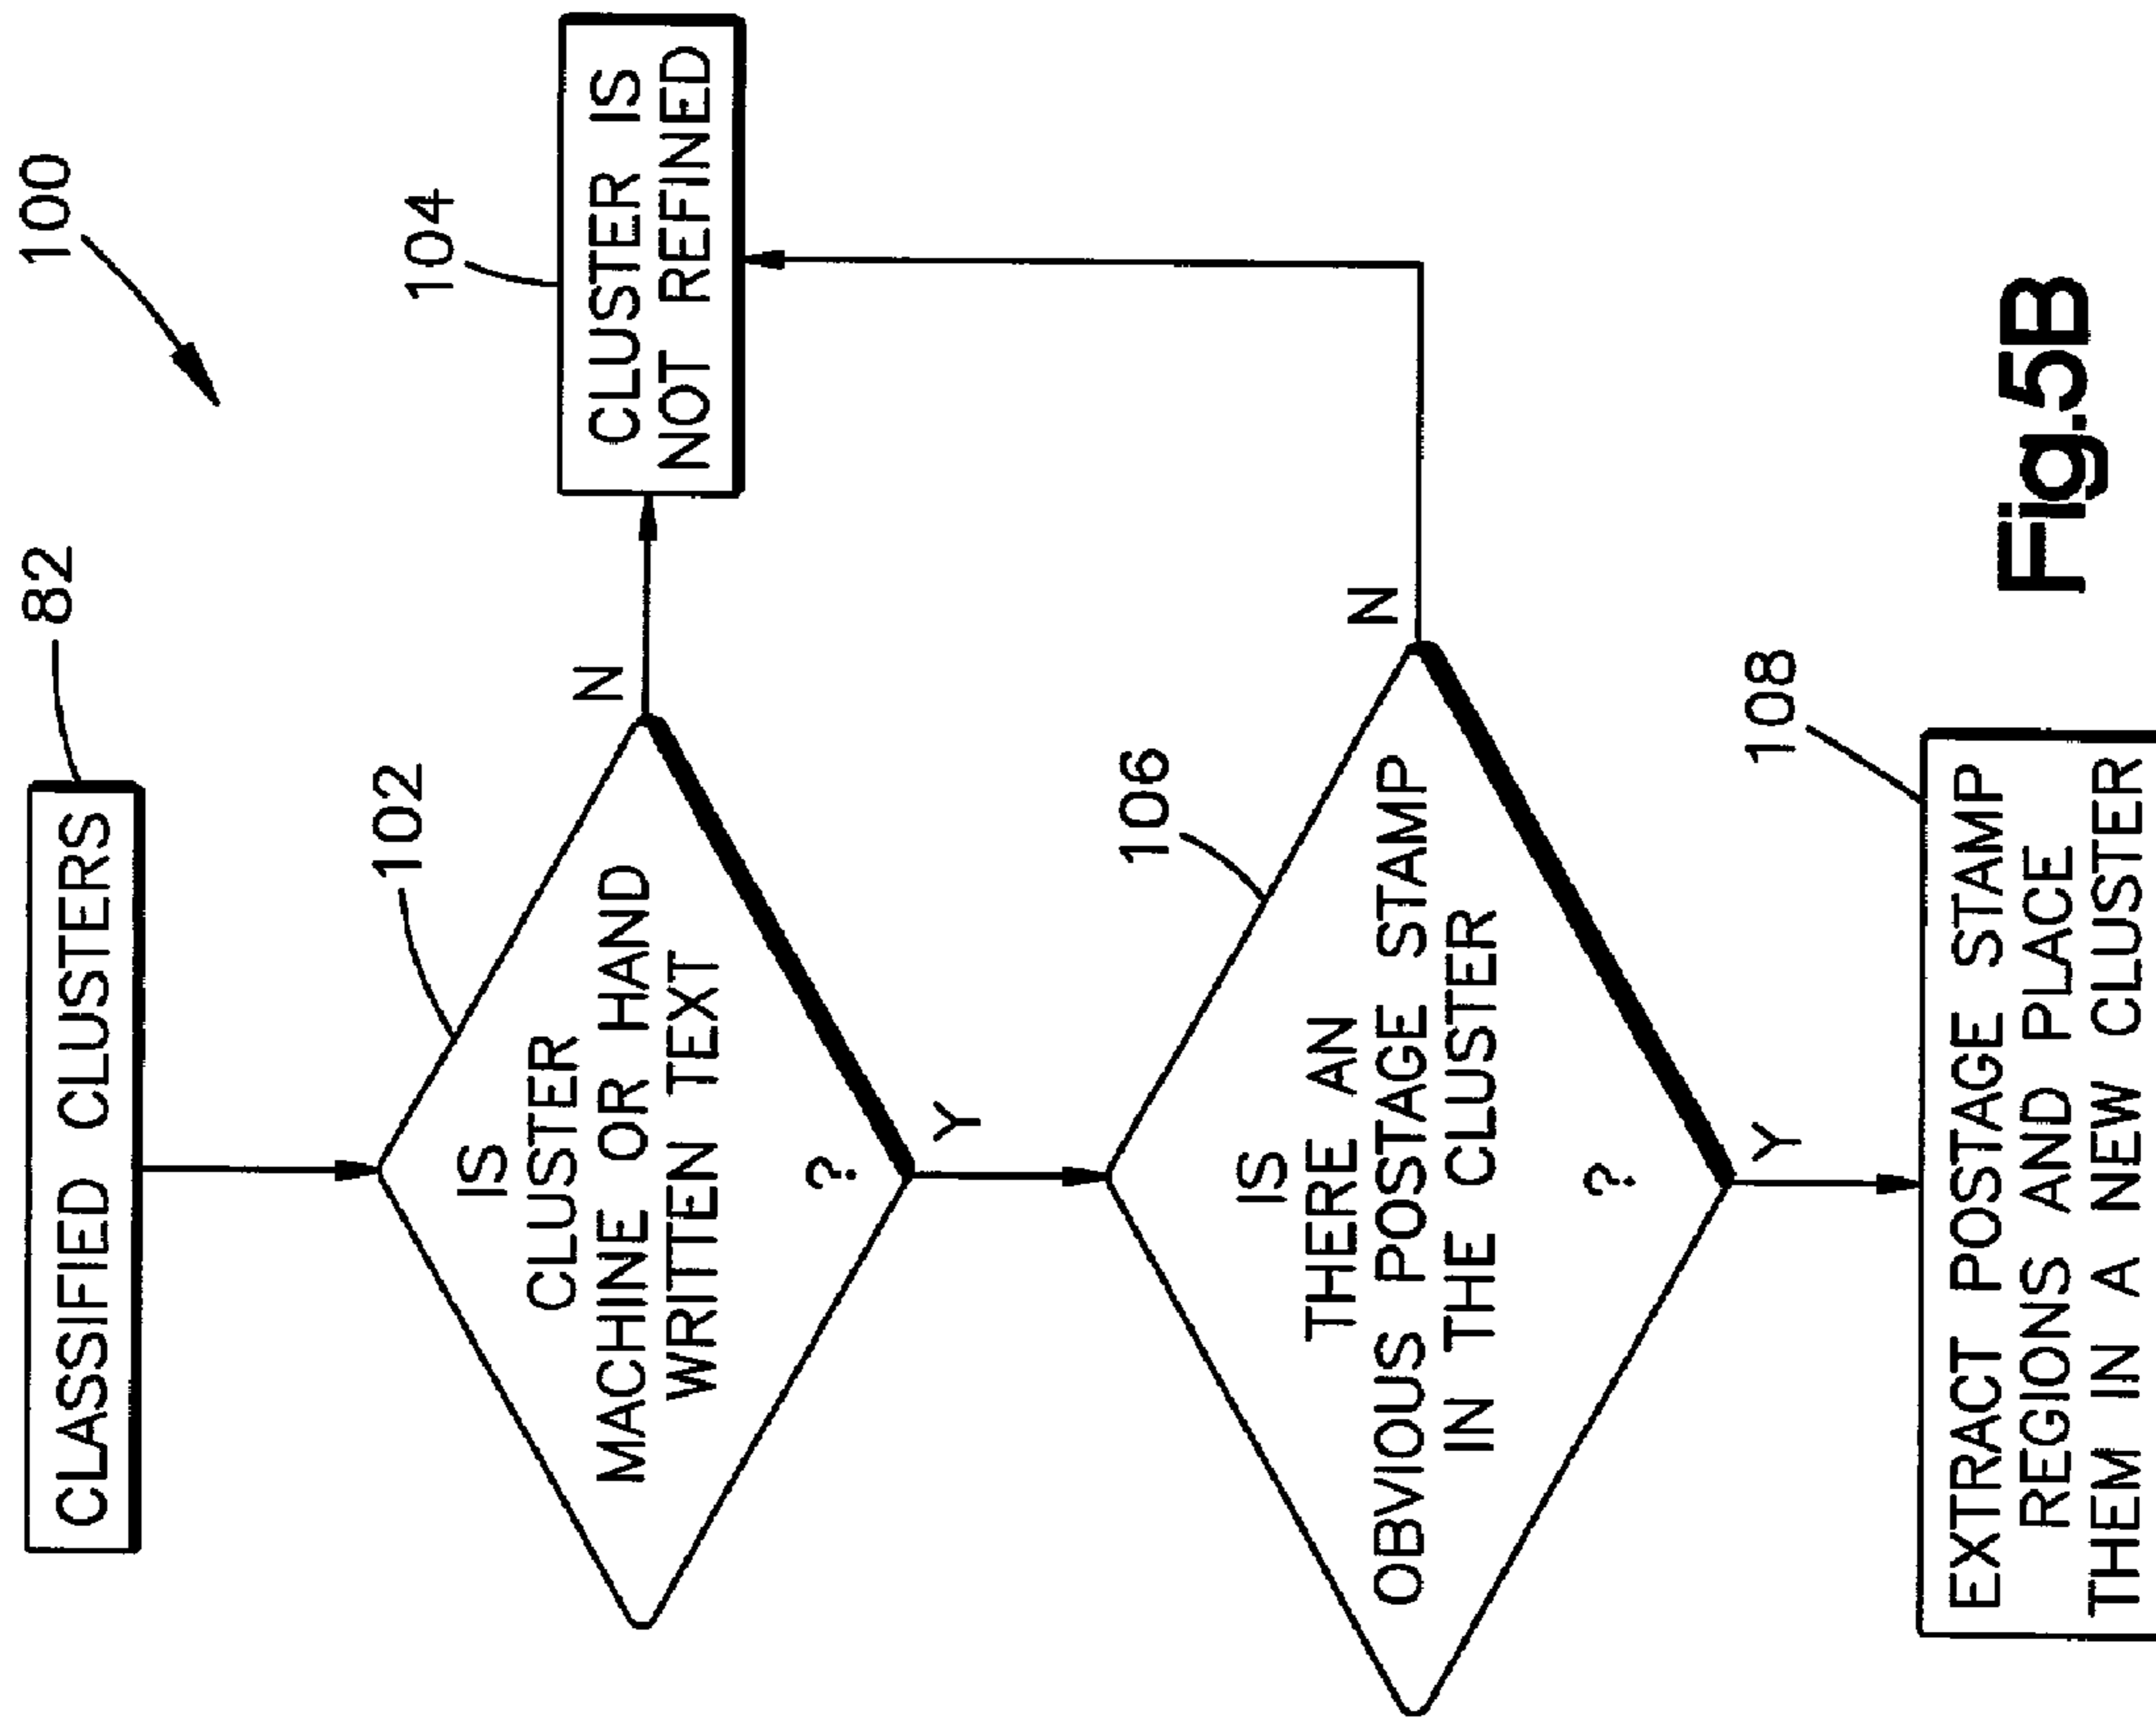 100
CLASSIFIED CLUSTERS
82
102
IS
CLUSTER
MACHINE OR HAND
WRITTEN TEXT
?
N
Y
104
CLUSTER IS
NOT REFINED
106
IS
THERE AN
OBVIOUS POSTAGE STAMP
IN THE CLUSTER
?
N
Y
108
EXTRACT POSTAGE STAMP
REGIONS AND PLACE
THEM IN A NEW CLUSTER
Fig.5B